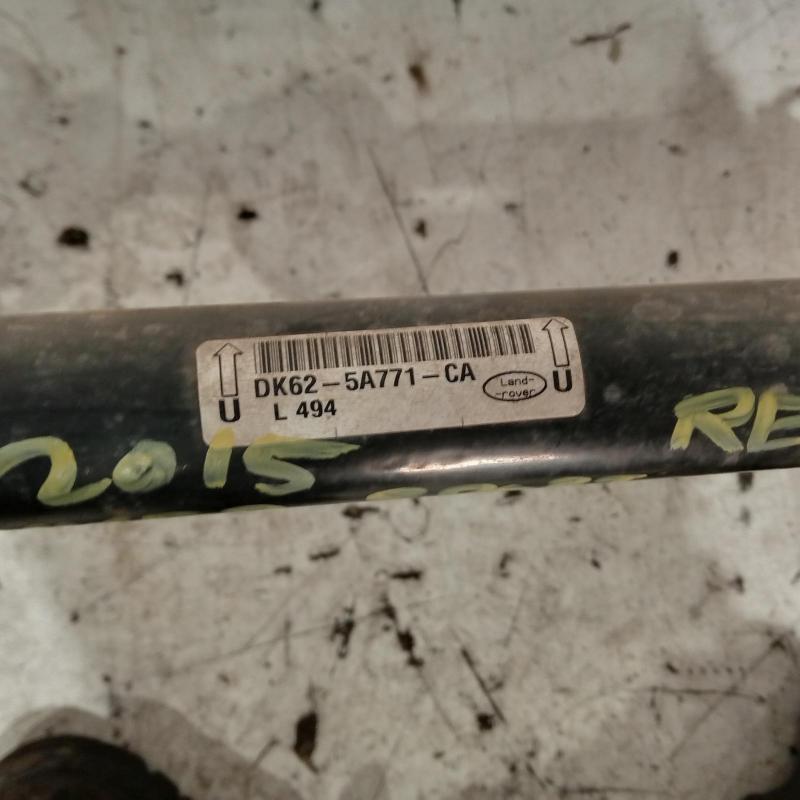 DK62-5A771-CA
Land-
-rover
U
U
L 494
2015
RE